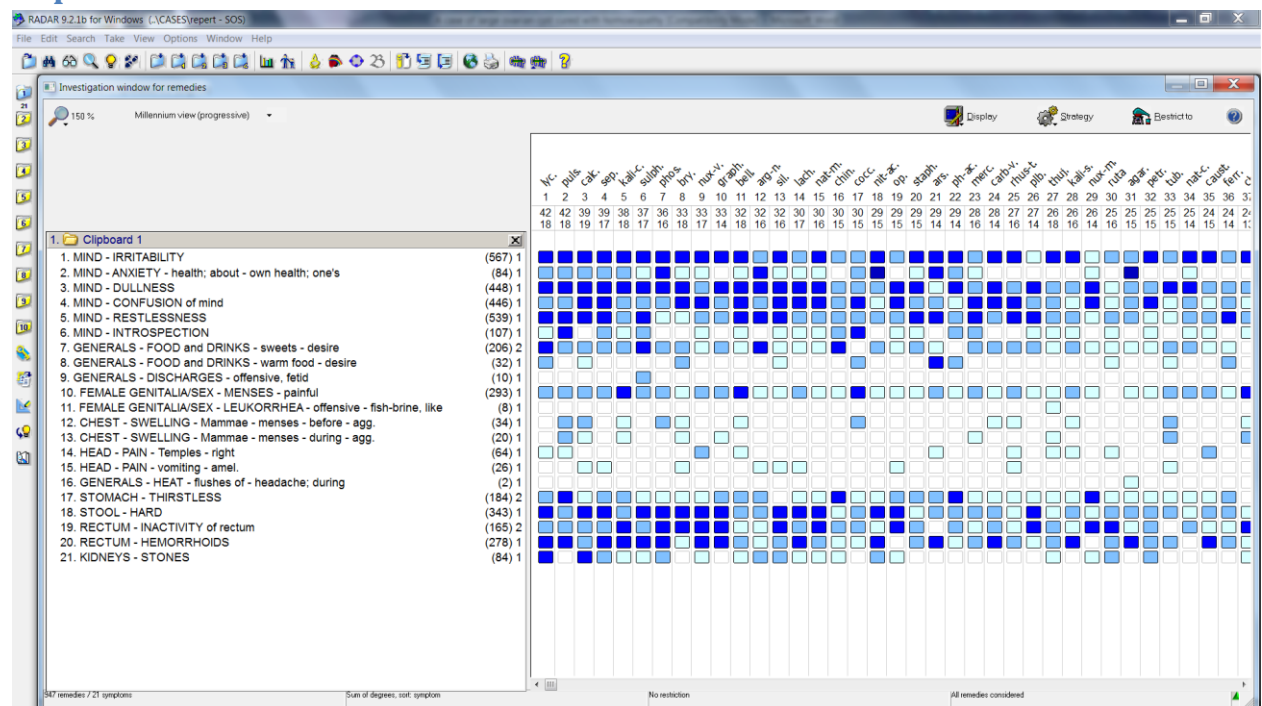 RADAR 9.2.1b for Windows (..\CASES\repert - SOS)
File Edit Search Take View Options Window Help
Investigation window for remedies
150 % Millennium view (progressive) Display Strategy Restrict to
lyc. puls. calc. sep. kali-c. sulph. phos. bry. nux-v. graph. bell. arg-n. sil. lach. nat-m. chin. cocc. nit-ac. op. staph. ars. ph-ac. merc. carb-v. rhus-t. plb. thuj. kali-s. nux-m. ruta agar. petr. tub. nat-c. caust. ferr.
1 2 3 4 5 6 7 8 9 10 11 12 13 14 15 16 17 18 19 20 21 22 23 24 25 26 27 28 29 30 31 32 33 34 35 36
42 42 39 39 38 37 36 33 33 33 32 32 32 30 30 30 30 29 29 29 29 29 28 28 27 27 26 26 26 25 25 25 25 25 24 24
18 18 19 17 18 17 16 18 17 14 18 16 16 17 15 14 16 15 15 15 14 14 16 16 16 14 18 16 14 16 15 15 15 14 15 14
1. Clipboard 1
1. MIND - IRRITABILITY (567) 1
2. MIND - ANXIETY - health; about - own health; one's (84) 1
3. MIND - DULLNESS (448) 1
4. MIND - CONFUSION of mind (446) 1
5. MIND - RESTLESSNESS (539) 1
6. MIND - INTROSPECTION (107) 1
7. GENERALS - FOOD and DRINKS - sweets - desire (206) 2
8. GENERALS - FOOD and DRINKS - warm food - desire (32) 1
9. GENERALS - DISCHARGES - offensive, fetid (10) 1
10. FEMALE GENITALIA/SEX - MENSES - painful (293) 1
11. FEMALE GENITALIA/SEX - LEUKORRHEA - offensive - fish-brine, like (8) 1
12. CHEST - SWELLING - Mammae - menses - before - agg. (34) 1
13. CHEST - SWELLING - Mammae - menses - during - agg. (20) 1
14. HEAD - PAIN - Temples - right (64) 1
15. HEAD - PAIN - vomiting - amel. (26) 1
16. GENERALS - HEAT - flushes of - headache; during (2) 1
17. STOMACH - THIRSTLESS (184) 2
18. STOOL - HARD (343) 1
19. RECTUM - INACTIVITY of rectum (165) 2
20. RECTUM - HEMORRHOIDS (278) 1
21. KIDNEYS - STONES (84) 1
947 remedies / 21 symptoms Sum of degrees, sort: symptom No restriction All remedies considered